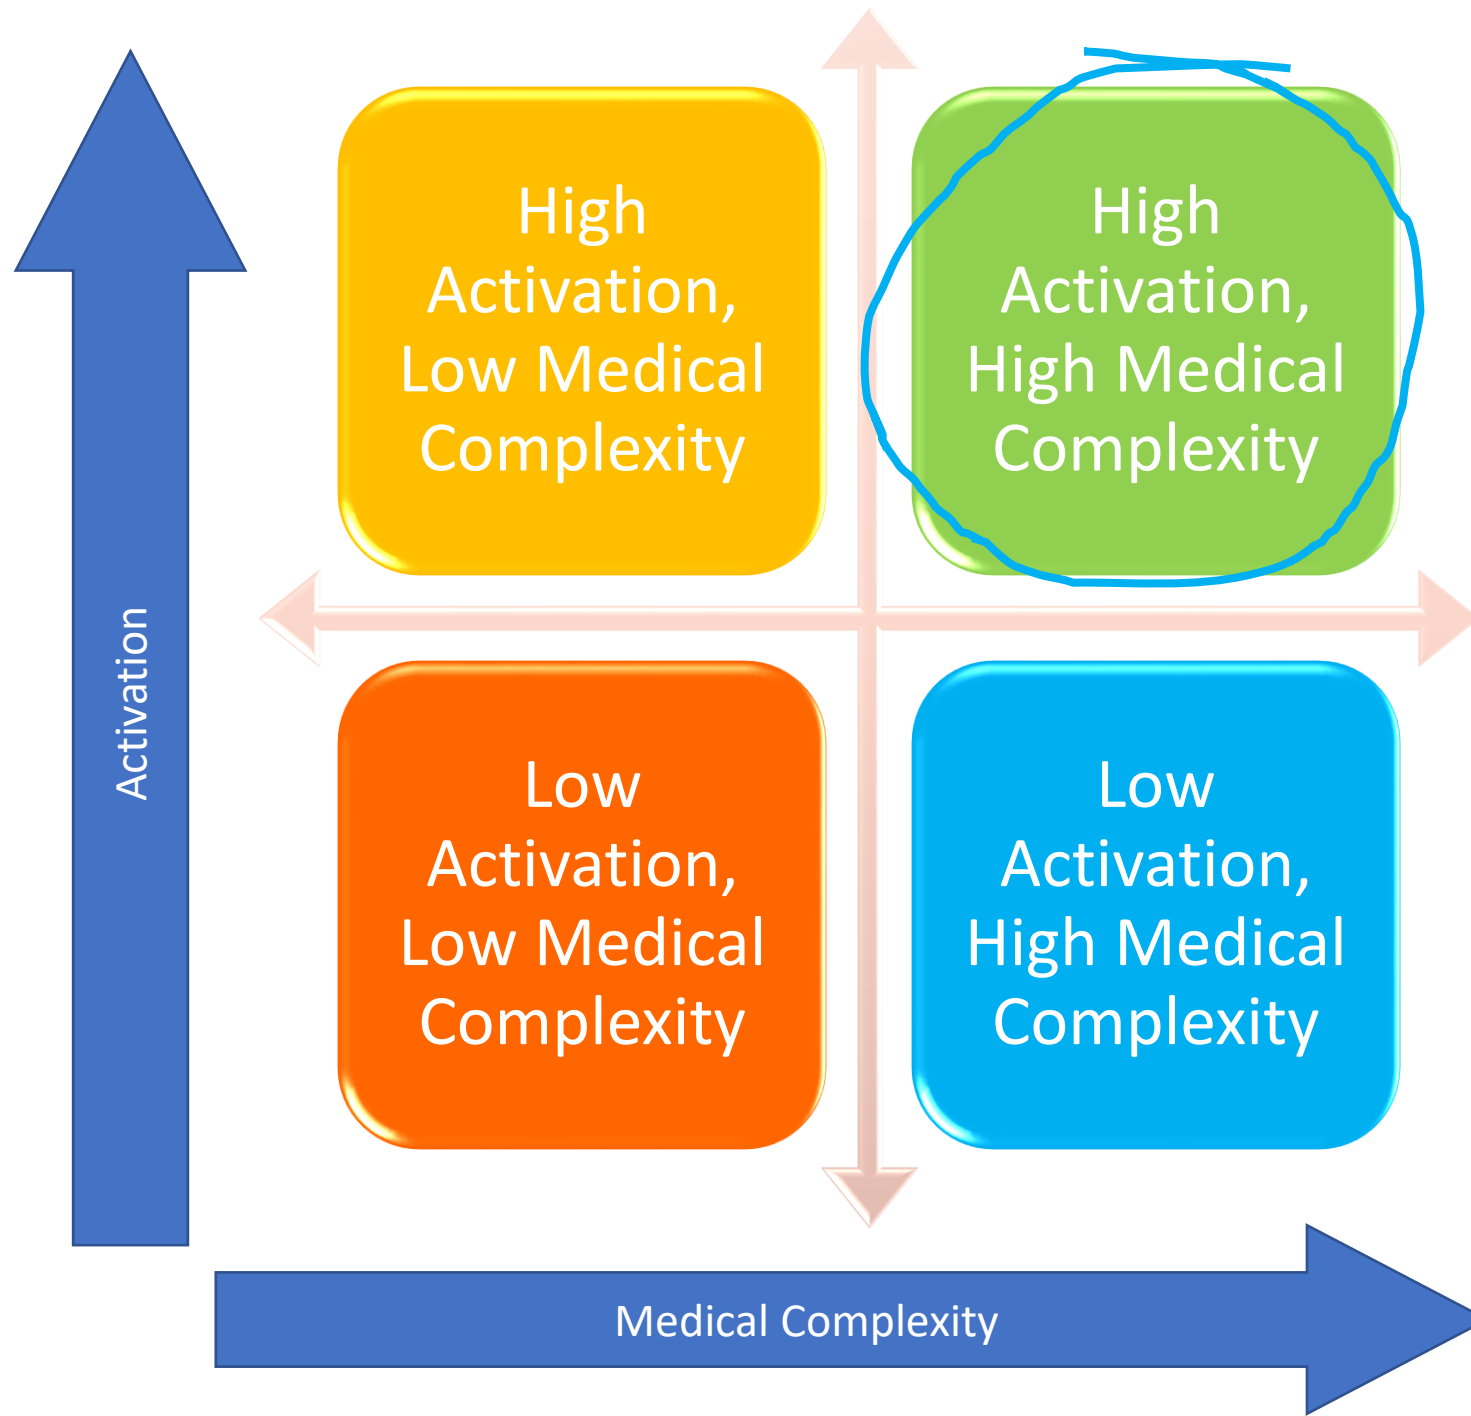 High
Activation,
Low Medical
Complexity
High
Activation,
High Medical
Complexity
Activation
Low
Activation,
Low Medical
Complexity
Low
Activation,
High Medical
Complexity
Medical Complexity